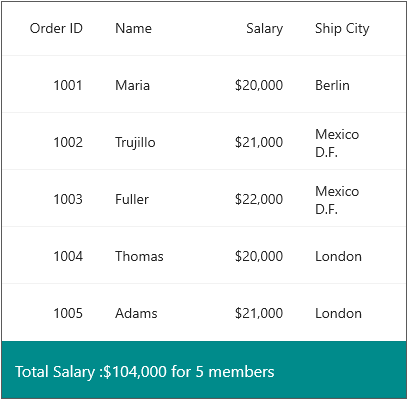 Order ID Name Salary Ship City
1001 Maria $20,000 Berlin
1002 Trujillo $21,000 Mexico
D.F.
1003 Fuller $22,000 Mexico
D.F.
1004 Thomas $20,000 London
1005 Adams $21,000 London
Total Salary :$104,000 for 5 members